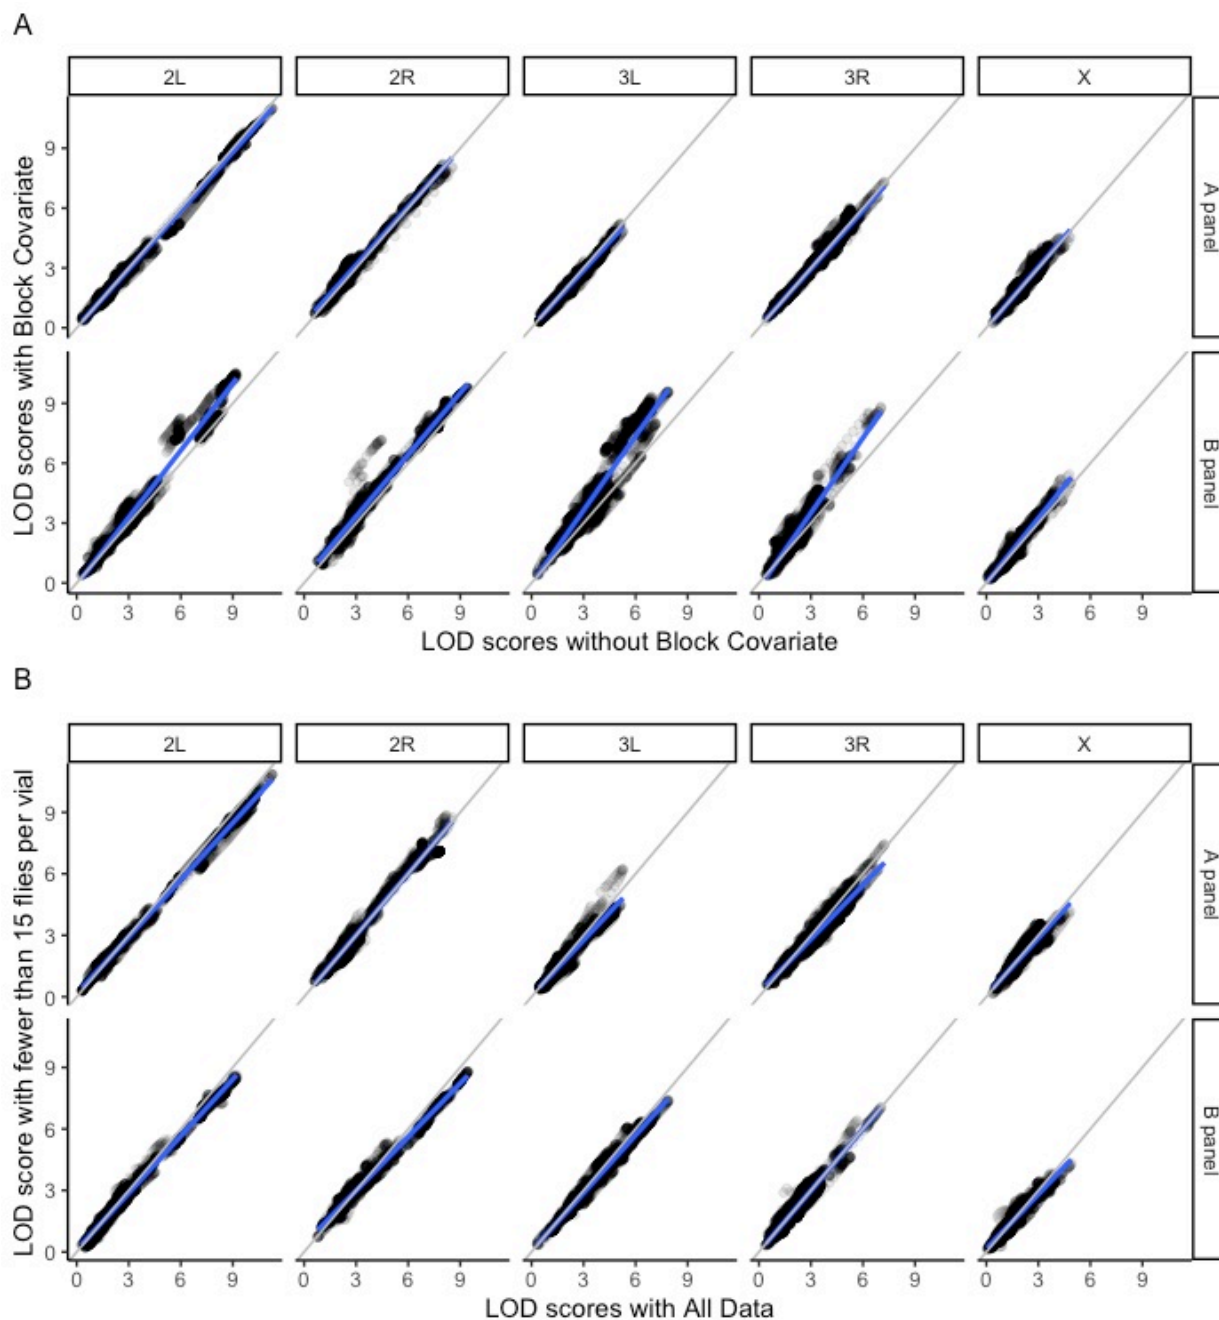 A
2L 2R 3L 3R X
LOD scores with Block Covariate
9
6
3
0
A panel
9
6
3
0
B panel
0 3 6 9 0 3 6 9 0 3 6 9 0 3 6 9 0 3 6 9
LOD scores without Block Covariate
B
2L 2R 3L 3R X
LOD score with fewer than 15 flies per vial
9
6
3
0
A panel
9
6
3
0
B panel
0 3 6 9 0 3 6 9 0 3 6 9 0 3 6 9 0 3 6 9
LOD scores with All Data